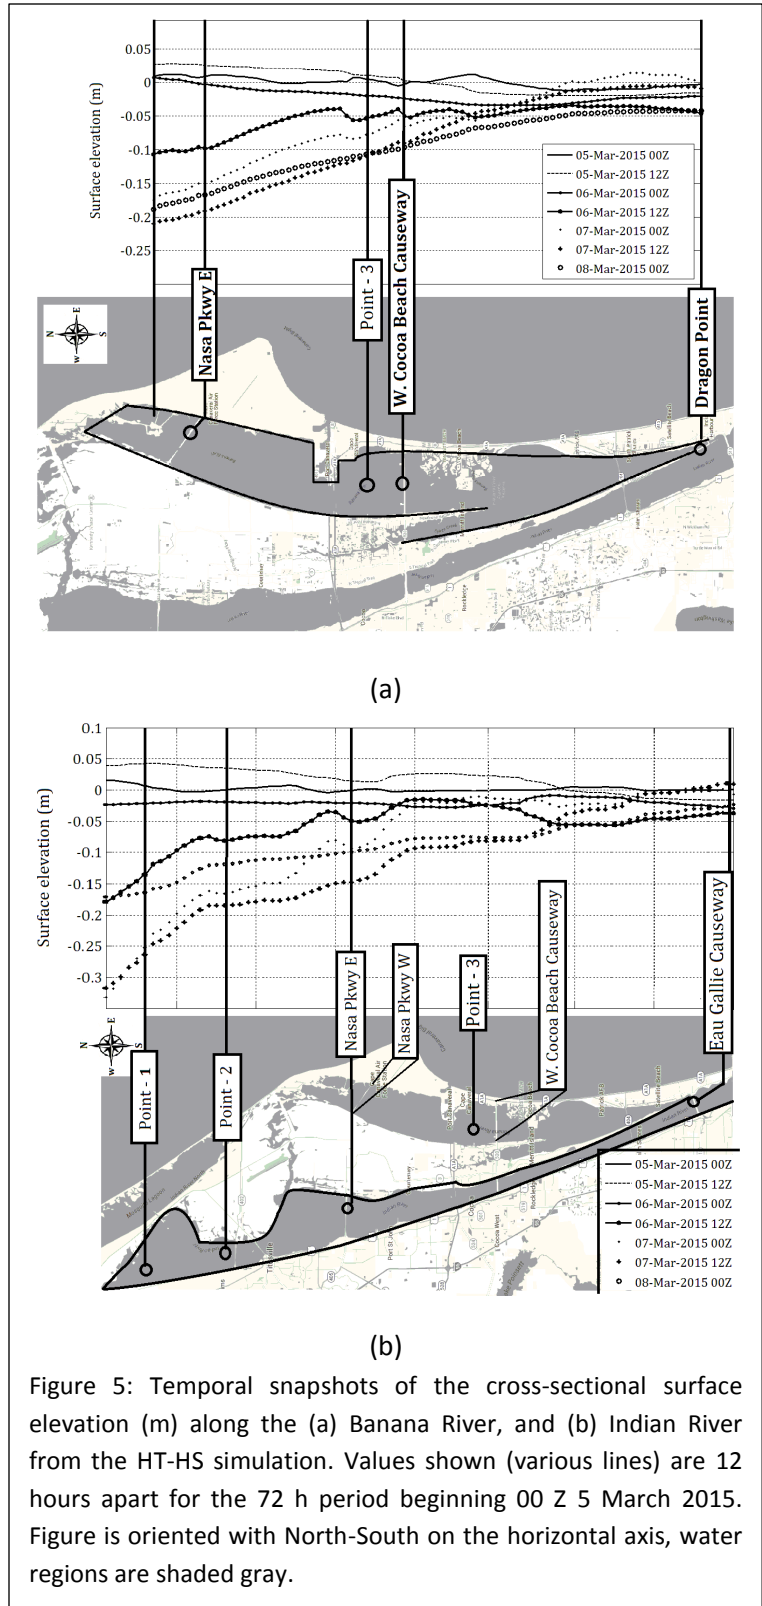 0.05
0
-0.05
-0.1
-0.15
-0.2
-0.25
Surface elevation (m)
05-Mar-2015 00Z
05-Mar-2015 12Z
06-Mar-2015 00Z
06-Mar-2015 12Z
07-Mar-2015 00Z
07-Mar-2015 12Z
08-Mar-2015 00Z
Nasa Pkwy E
Point - 3
W. Cocoa Beach Causeway
Dragon Point
N
E
S
W
Rockledge
(a)
0.1
0.05
0
-0.05
-0.1
-0.15
-0.2
-0.25
-0.3
Surface elevation (m)
Point - 1
Point - 2
Nasa Pkwy E
Nasa Pkwy W
Point - 3
W. Cocoa Beach Causeway
Eau Gallie Causeway
N
E
S
W
Titusville
Port St John
Cocoa West
Rockledge
05-Mar-2015 00Z
05-Mar-2015 12Z
06-Mar-2015 00Z
06-Mar-2015 12Z
07-Mar-2015 00Z
07-Mar-2015 12Z
08-Mar-2015 00Z
(b)
Figure 5: Temporal snapshots of the cross-sectional surface
elevation (m) along the (a) Banana River, and (b) Indian River
from the HT-HS simulation. Values shown (various lines) are 12
hours apart for the 72 h period beginning 00 Z 5 March 2015.
Figure is oriented with North-South on the horizontal axis, water
regions are shaded gray.